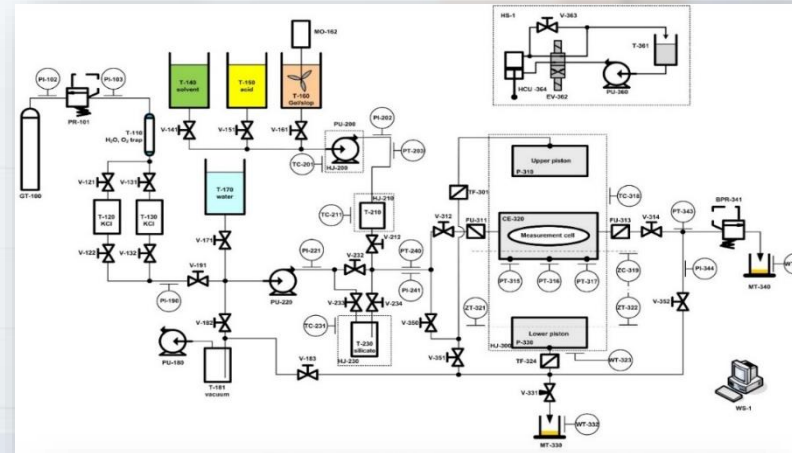 MO-162
T-140
solvent
T-150
acid
T-160
Gel/slop
V-141
V-151
V-161
PU-200
PI-202
TC-201
HJ-200
PT-203
PI-102
PI-103
PR-101
T-110
H₂O, O₂ trap
GT-100
V-121
V-131
T-120
KCl
T-130
KCl
V-122
V-132
T-170
water
V-171
V-191
PI-190
V-182
PU-180
T-181
vacuum
V-183
PU-220
PI-221
V-232
V-233
V-234
TC-231
T-230
silicate
HJ-230
TC-211
HJ-210
T-210
V-212
PT-240
PI-241
V-312
PU-311
V-350
V-351
TF-301
HS-1
V-363
T-361
HCU -364
EV-362
PU-360
Upper piston
P-310
TC-318
CE-320
Measurement cell
PT-315
PT-316
PT-317
PU-313
V-314
PT-343
BPR-341
PI-344
MT-340
V-352
ZC-319
ZT-321
ZT-322
Lower piston
P-330
HJ-300
TF-324
WT-323
V-331
WT-332
MT-330
WS-1